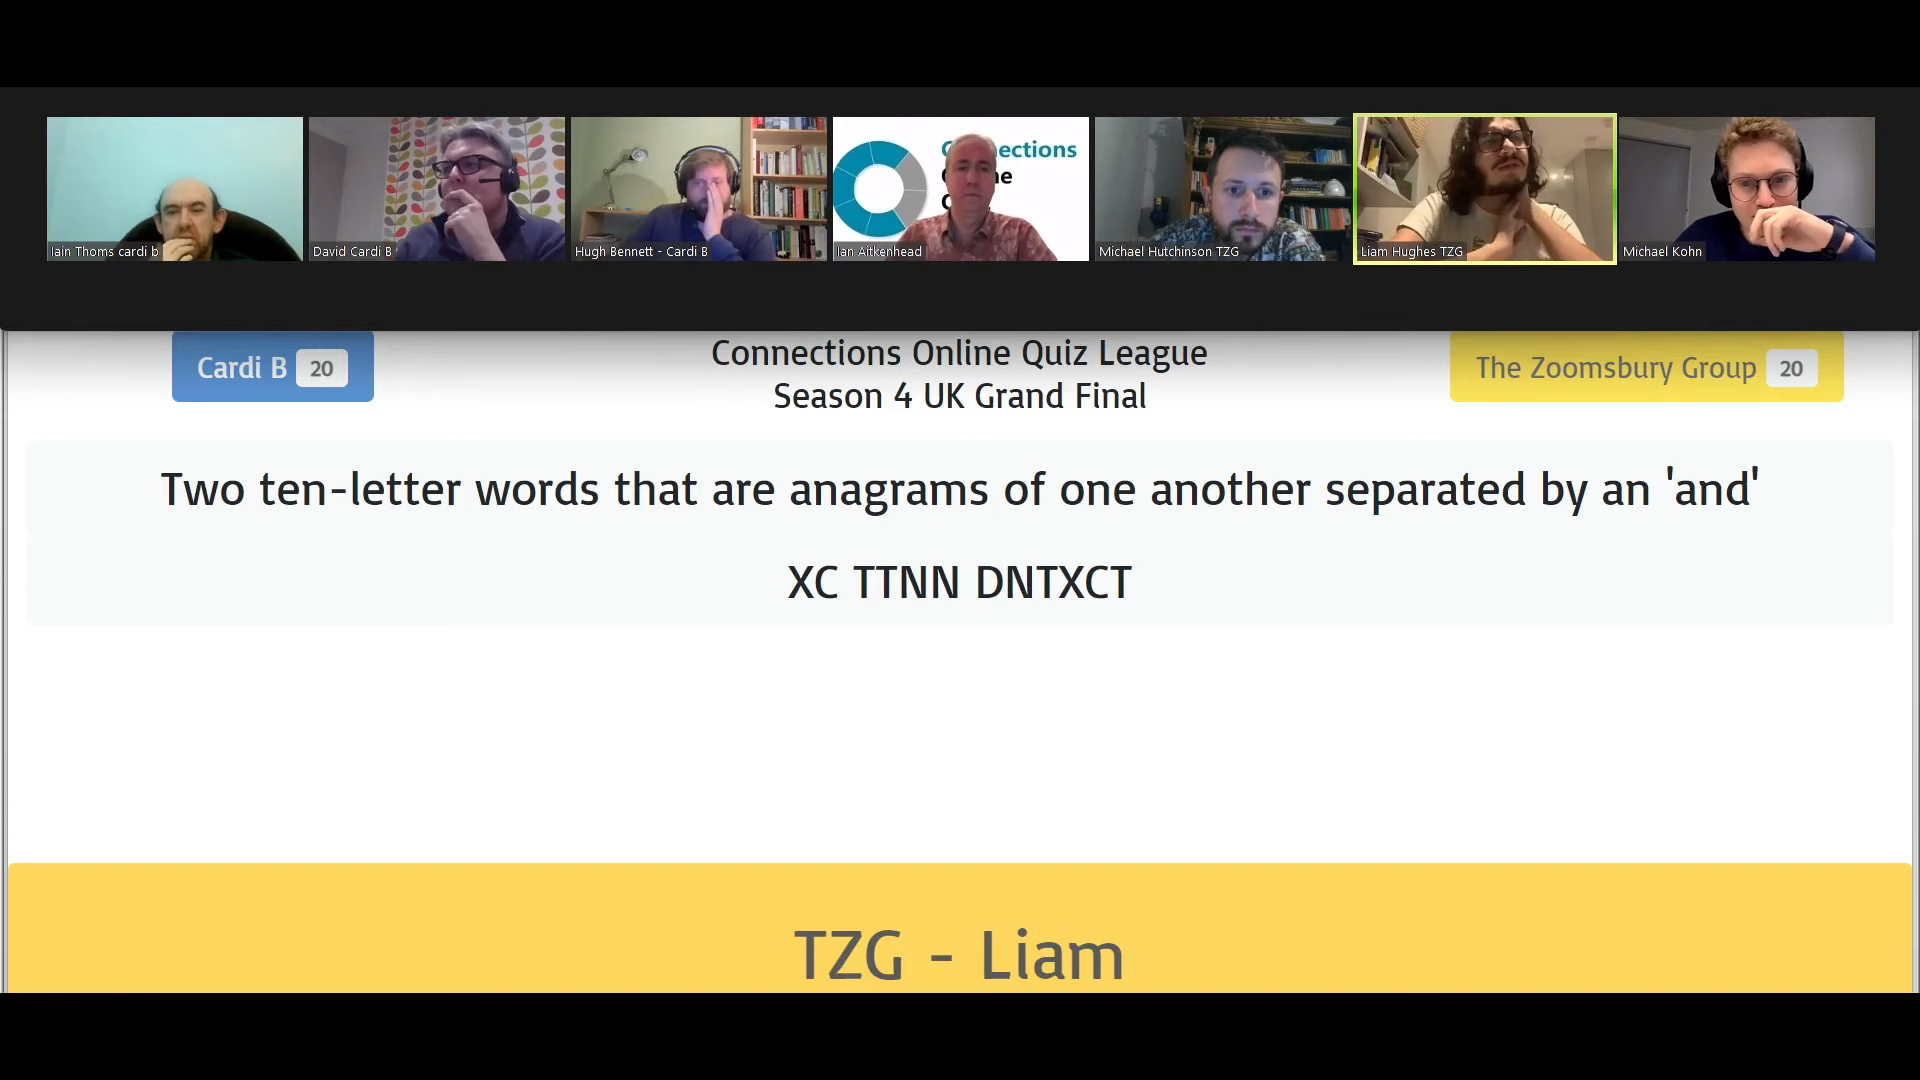 Connections
Iain Thoms cardi b
David Cardi B
Hugh Bennett - Cardi B
Ian Aitkenhead
Michael Hutchinson TZG
Liam Hughes TZG
Michael Kohn
Cardi B 20
Connections Online Quiz League
Season 4 UK Grand Final
The Zoomsbury Group 20
Two ten-letter words that are anagrams of one another separated by an 'and'
XC TTNN DNTXCT
TZG - Liam